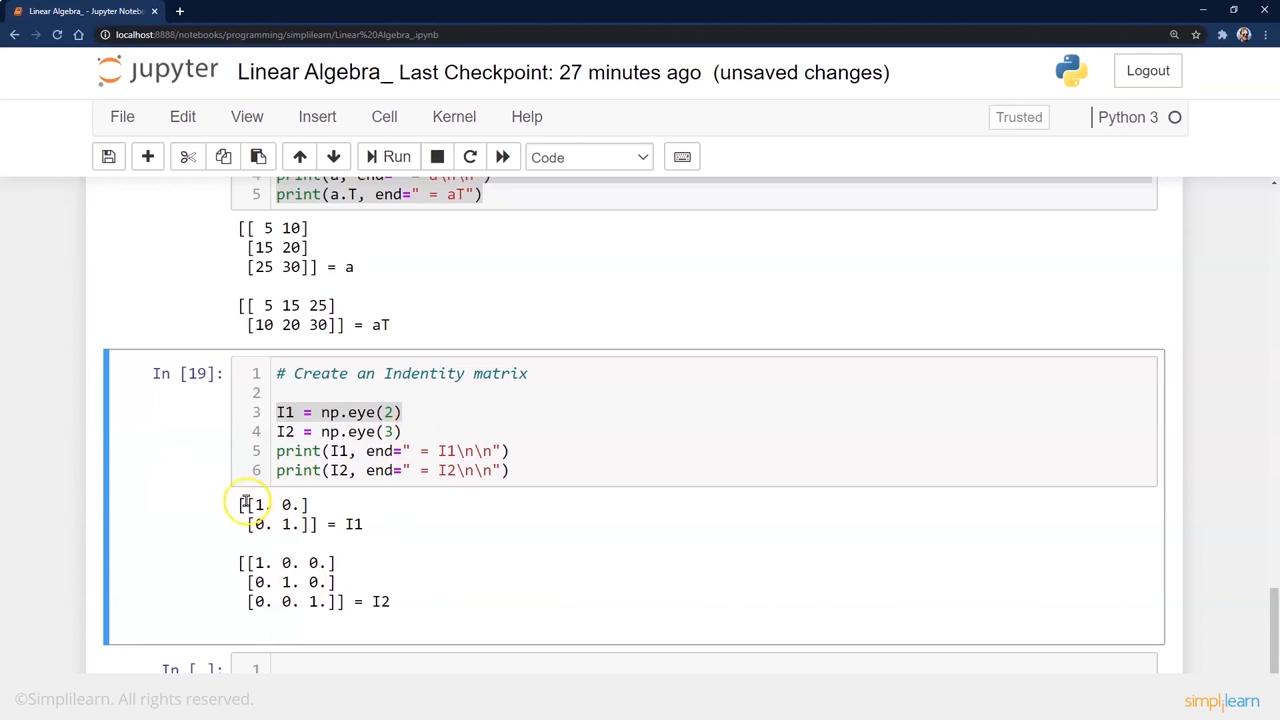 Linear Algebra_ - Jupyter Notebook
localhost:8888/notebooks/programming/simplilearn/Linear%20Algebra_.ipynb
jupyter Linear Algebra_ Last Checkpoint: 27 minutes ago (unsaved changes) Logout
File Edit View Insert Cell Kernel Help Trusted Python 3
Run Code
4 print(a, end=" = a\n\n")
5 print(a.T, end=" = aT")
[[ 5 10]
[15 20]
[25 30]] = a
[[ 5 15 25]
[10 20 30]] = aT
In [19]: 1 # Create an Indentity matrix
2
3 I1 = np.eye(2)
4 I2 = np.eye(3)
5 print(I1, end=" = I1\n\n")
6 print(I2, end=" = I2\n\n")
[[1. 0.]
[0. 1.]] = I1
[[1. 0. 0.]
[0. 1. 0.]
[0. 0. 1.]] = I2
In [ ]: 1
©Simplilearn. All rights reserved. simplilearn